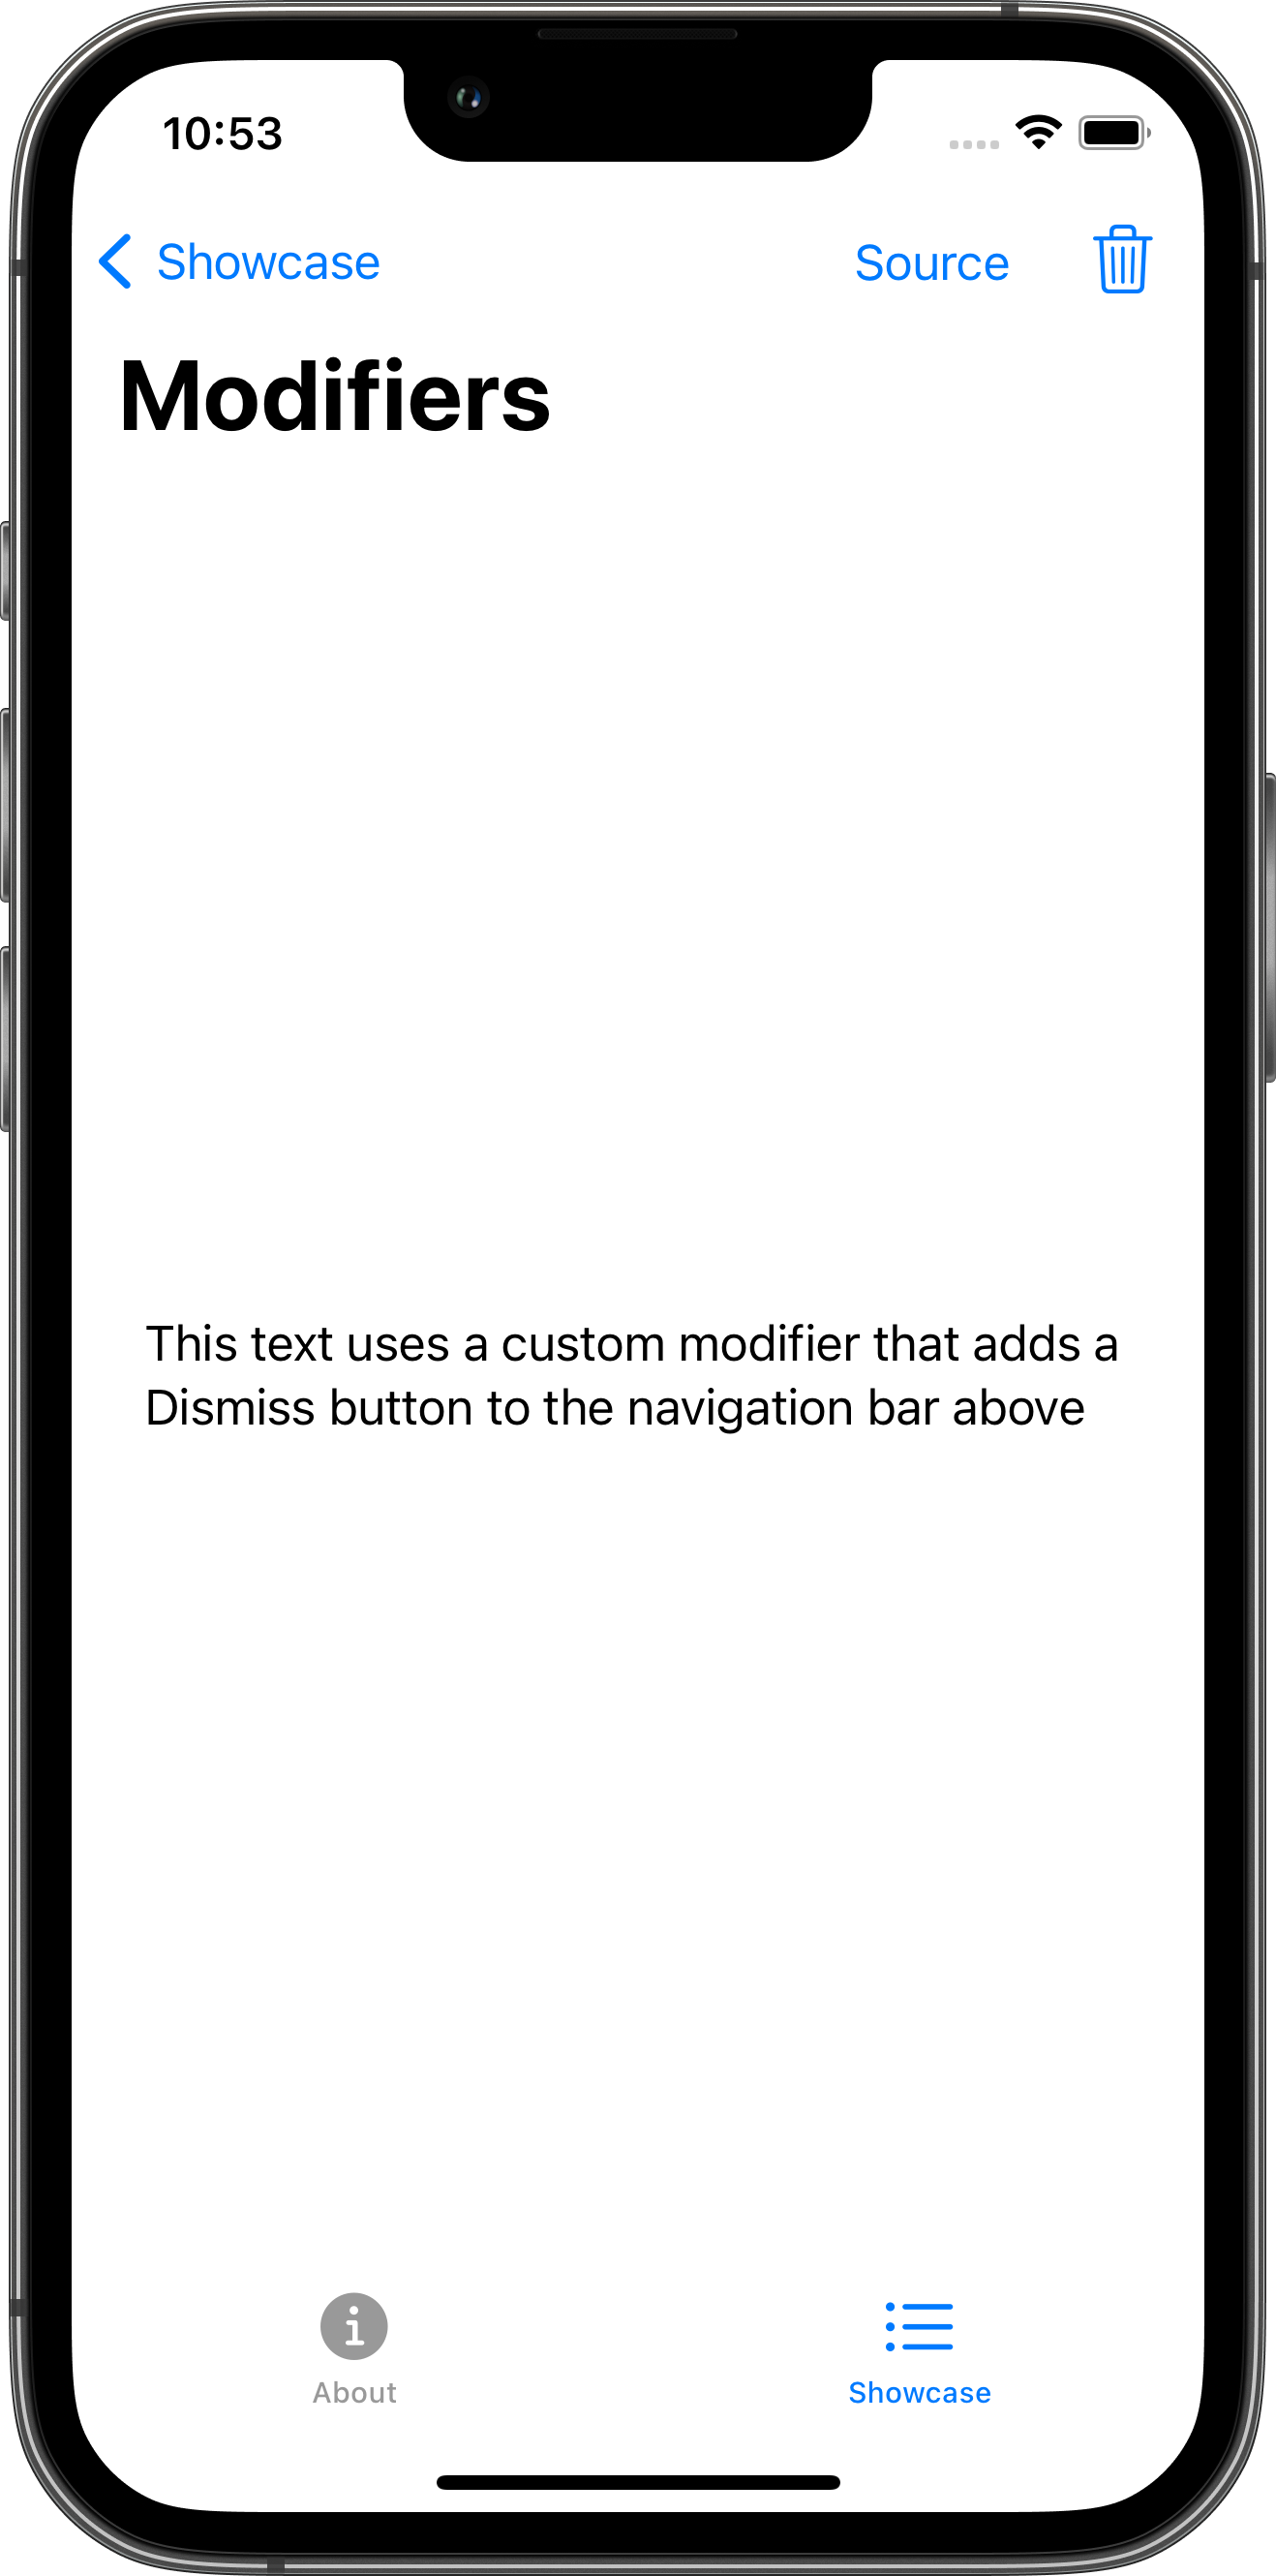 10:53
Showcase
Source
Modifiers
This text uses a custom modifier that adds a
Dismiss button to the navigation bar above
About
Showcase